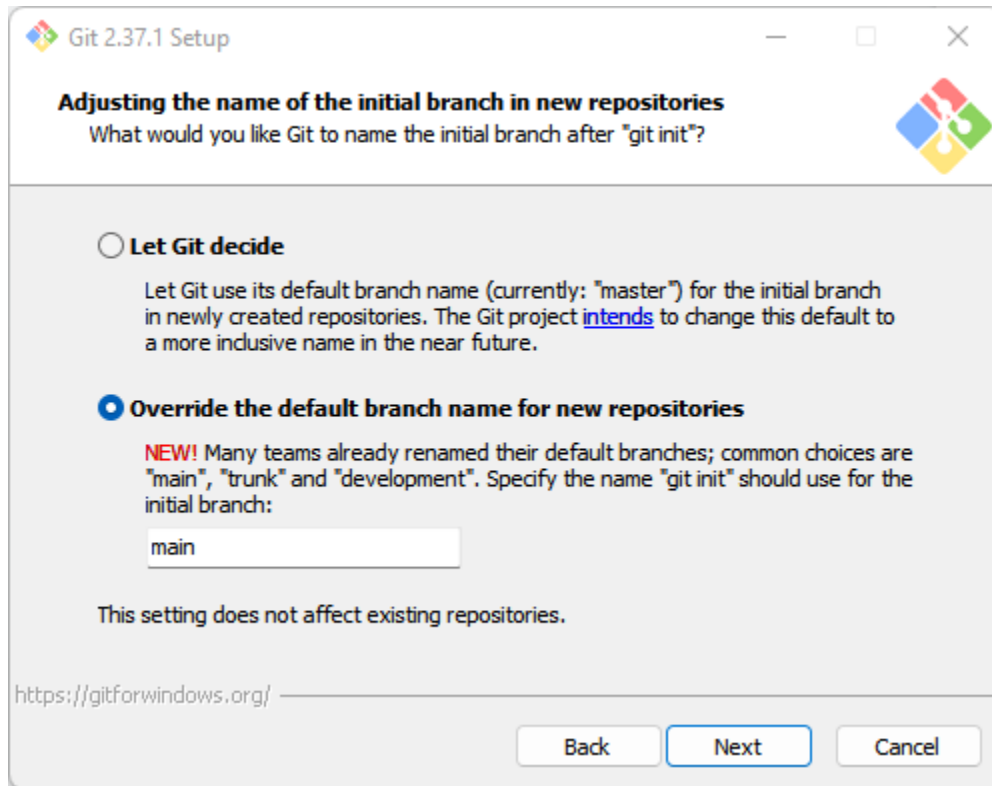 Git 2.37.1 Setup
Adjusting the name of the initial branch in new repositories
What would you like Git to name the initial branch after "git init"?
Let Git decide
Let Git use its default branch name (currently: "master") for the initial branch
in newly created repositories. The Git project intends to change this default to
a more inclusive name in the near future.
Override the default branch name for new repositories
NEW! Many teams already renamed their default branches; common choices are
"main", "trunk" and "development". Specify the name "git init" should use for the
initial branch:
main
This setting does not affect existing repositories.
https://gitforwindows.org/
Back Next Cancel